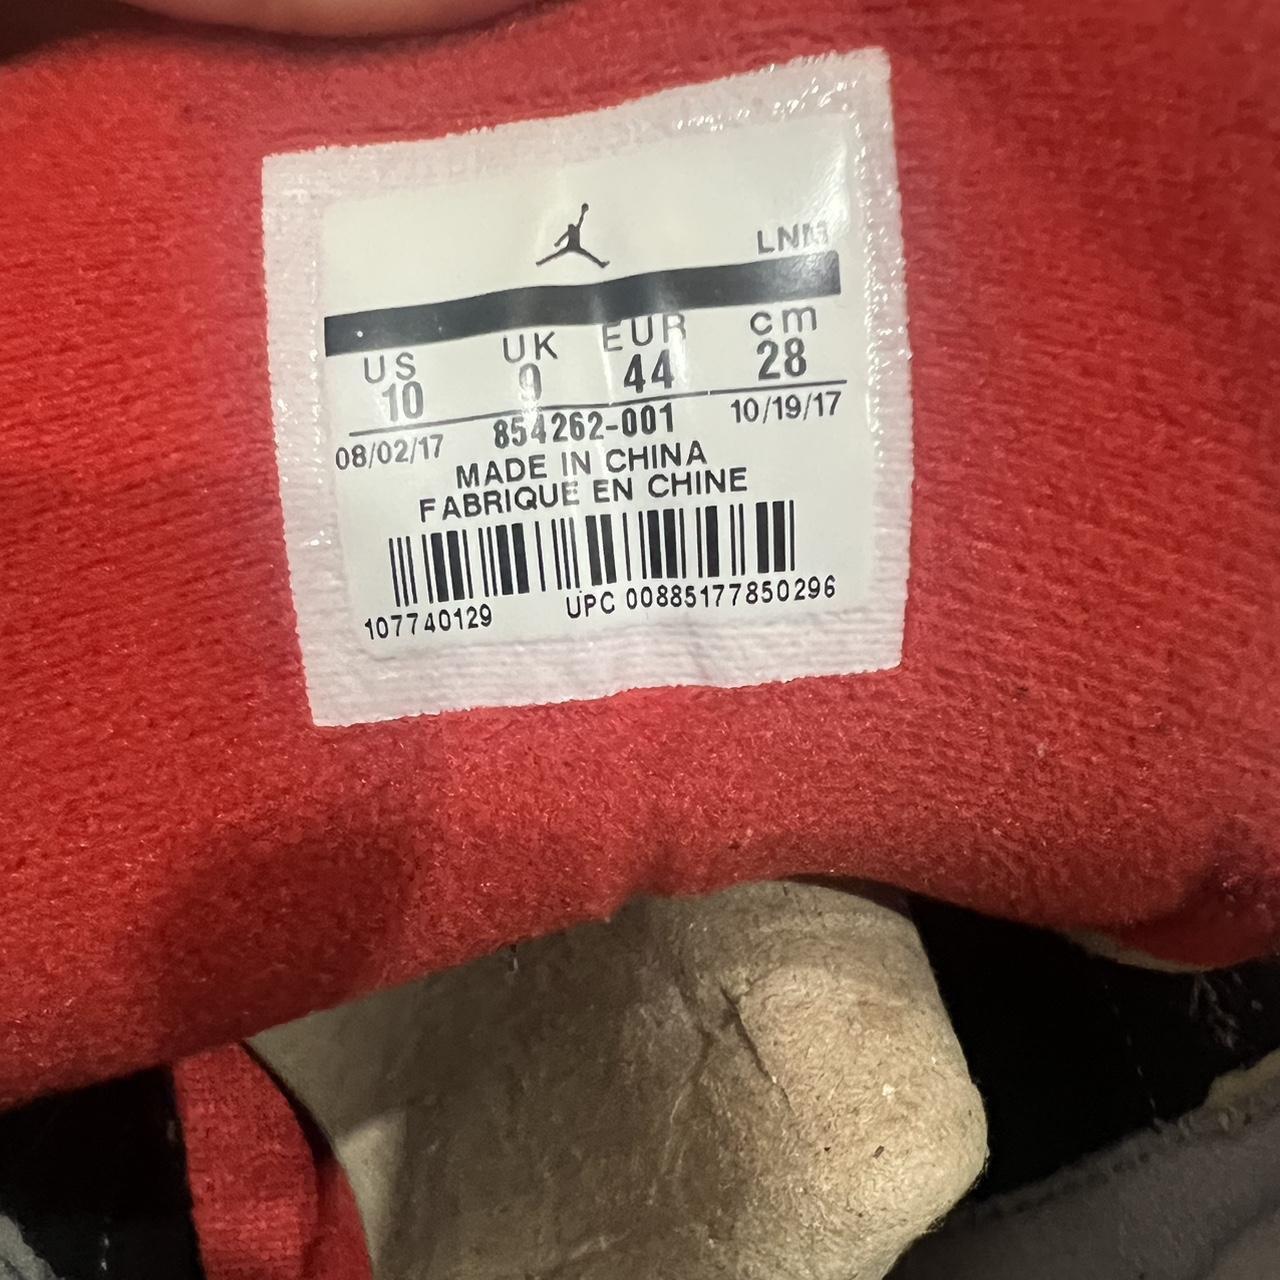 LNM
US UK EUR cm
10 9 44 28
08/02/17 854262-001 10/19/17
MADE IN CHINA
FABRIQUE EN CHINE
107740129 UPC 00885177850296